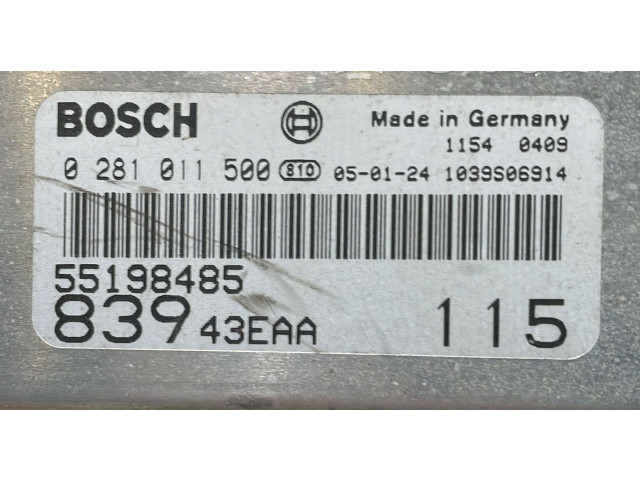 BOSCH Made in Germany
1154 0409
0 281 011 500 810 05-01-24 1039S06914
55198485
839 43EAA 115